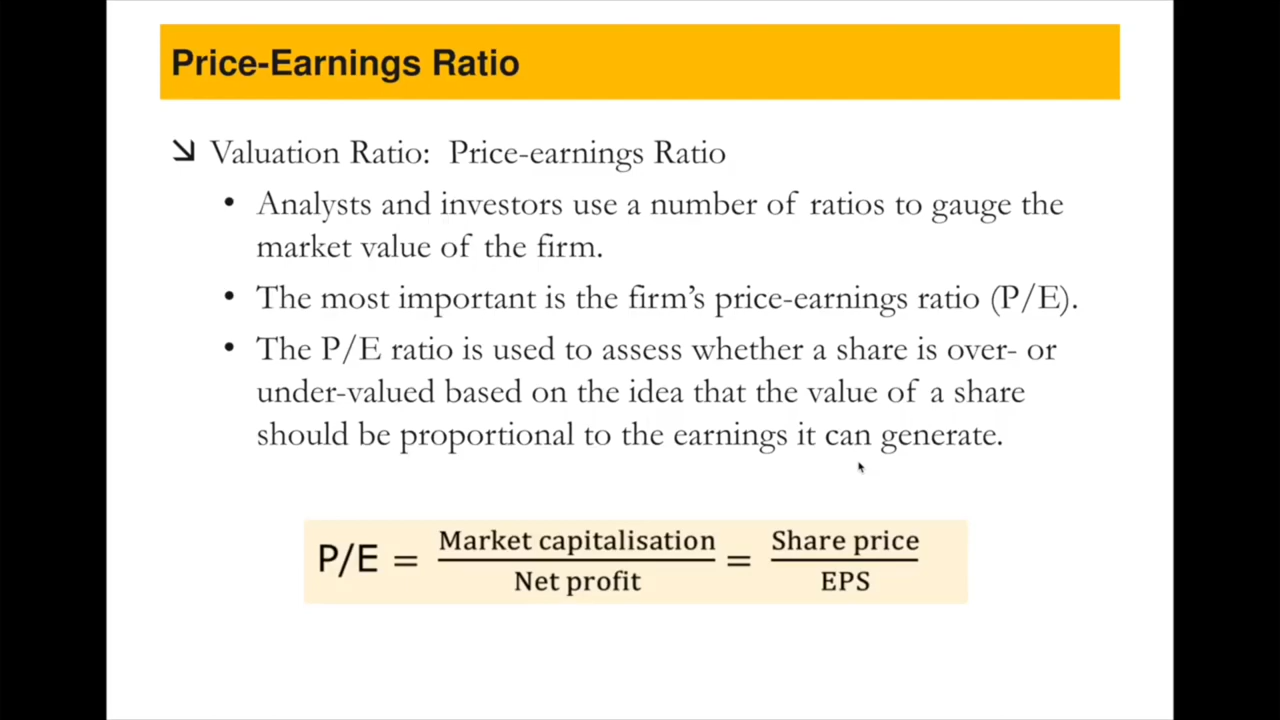 Price-Earnings Ratio
Valuation Ratio: Price-earnings Ratio
• Analysts and investors use a number of ratios to gauge the
market value of the firm.
• The most important is the firm's price-earnings ratio (P/E).
• The P/E ratio is used to assess whether a share is over- or
under-valued based on the idea that the value of a share
should be proportional to the earnings it can generate.
P/E = Market capitalisation / Net profit = Share price / EPS